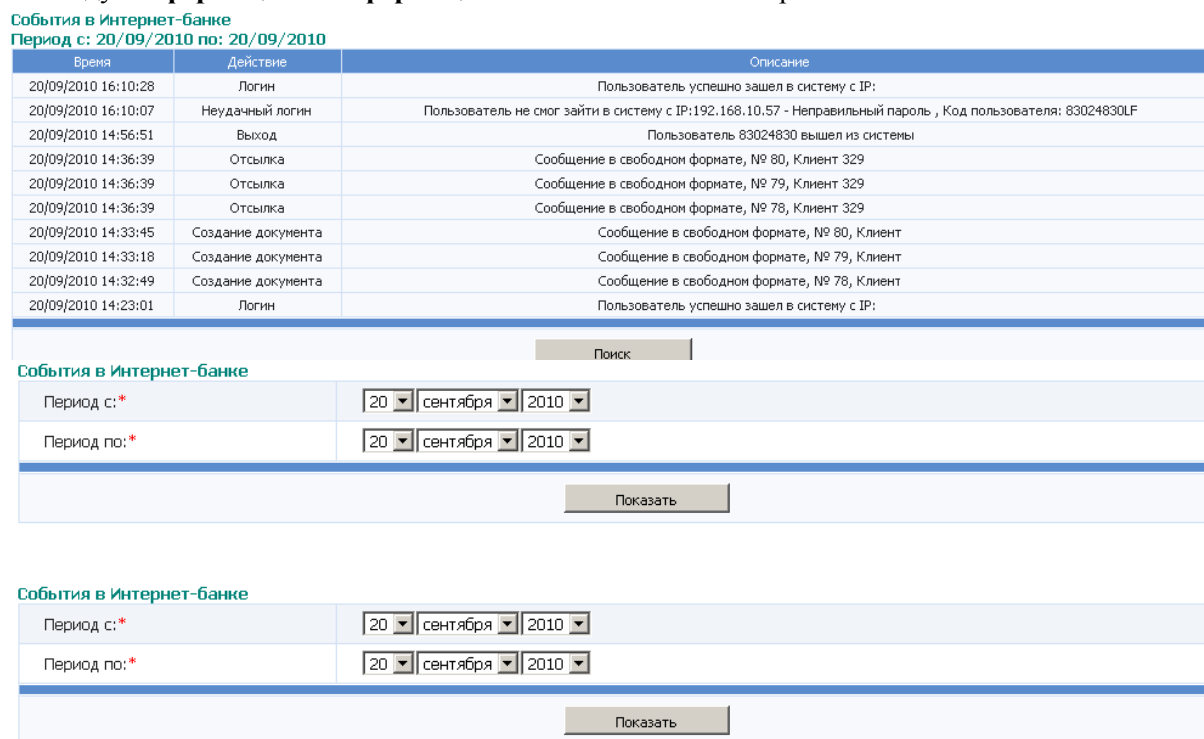 События в Интернет-банке
Период с: 20/09/2010 по: 20/09/2010
Время Действие Описание
20/09/2010 16:10:28 Логин Пользователь успешно зашел в систему с IP:
20/09/2010 16:10:07 Неудачный логин Пользователь не смог зайти в систему с IP:192.168.10.57 - Неправильный пароль , Код пользователя: 83024830LF
20/09/2010 14:56:51 Выход Пользователь 83024830 вышел из системы
20/09/2010 14:36:39 Отсылка Сообщение в свободном формате, № 80, Клиент 329
20/09/2010 14:36:39 Отсылка Сообщение в свободном формате, № 79, Клиент 329
20/09/2010 14:36:39 Отсылка Сообщение в свободном формате, № 78, Клиент 329
20/09/2010 14:33:45 Создание документа Сообщение в свободном формате, № 80, Клиент
20/09/2010 14:33:18 Создание документа Сообщение в свободном формате, № 79, Клиент
20/09/2010 14:32:49 Создание документа Сообщение в свободном формате, № 78, Клиент
20/09/2010 14:23:01 Логин Пользователь успешно зашел в систему с IP:
Поиск
События в Интернет-банке
Период с:* 20 сентября 2010
Период по:* 20 сентября 2010
Показать
События в Интернет-банке
Период с:* 20 сентября 2010
Период по:* 20 сентября 2010
Показать